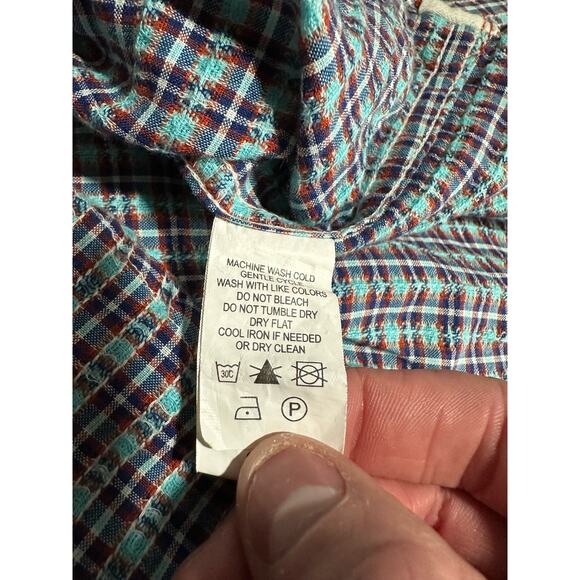 MACHINE WASH COLD
GENTLE CYCLE
WASH WITH LIKE COLORS
DO NOT BLEACH
DO NOT TUMBLE DRY
DRY FLAT
COOL IRON IF NEEDED
OR DRY CLEAN
30C
P